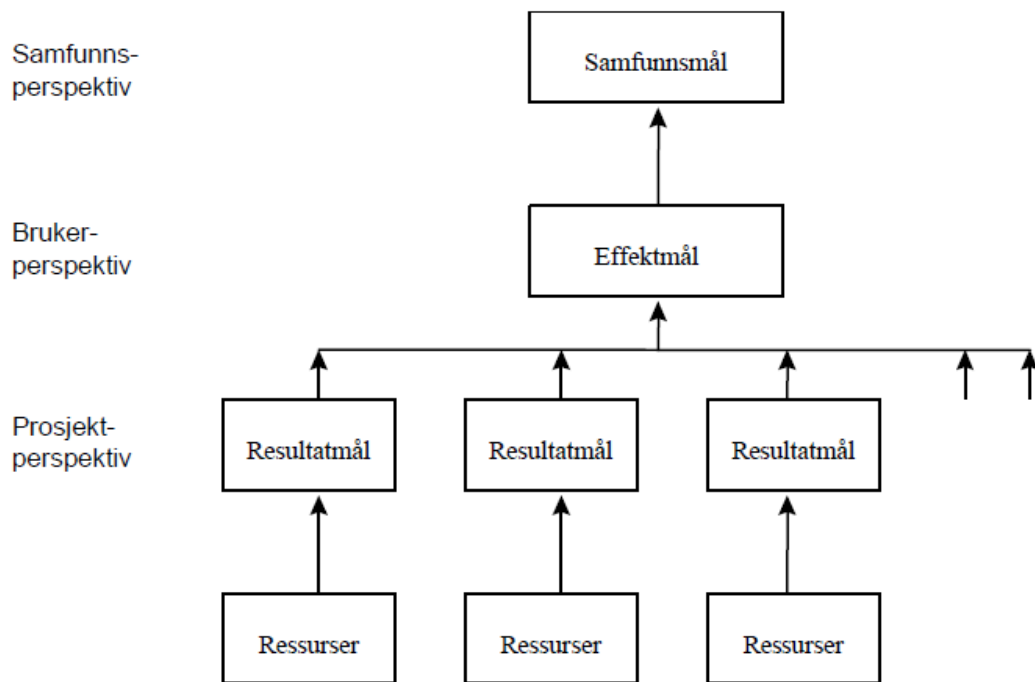 Samfunns-
perspektiv
Samfunnsmål
Bruker-
perspektiv
Effektmål
Prosjekt-
perspektiv
Resultatmål
Resultatmål
Resultatmål
Ressurser
Ressurser
Ressurser